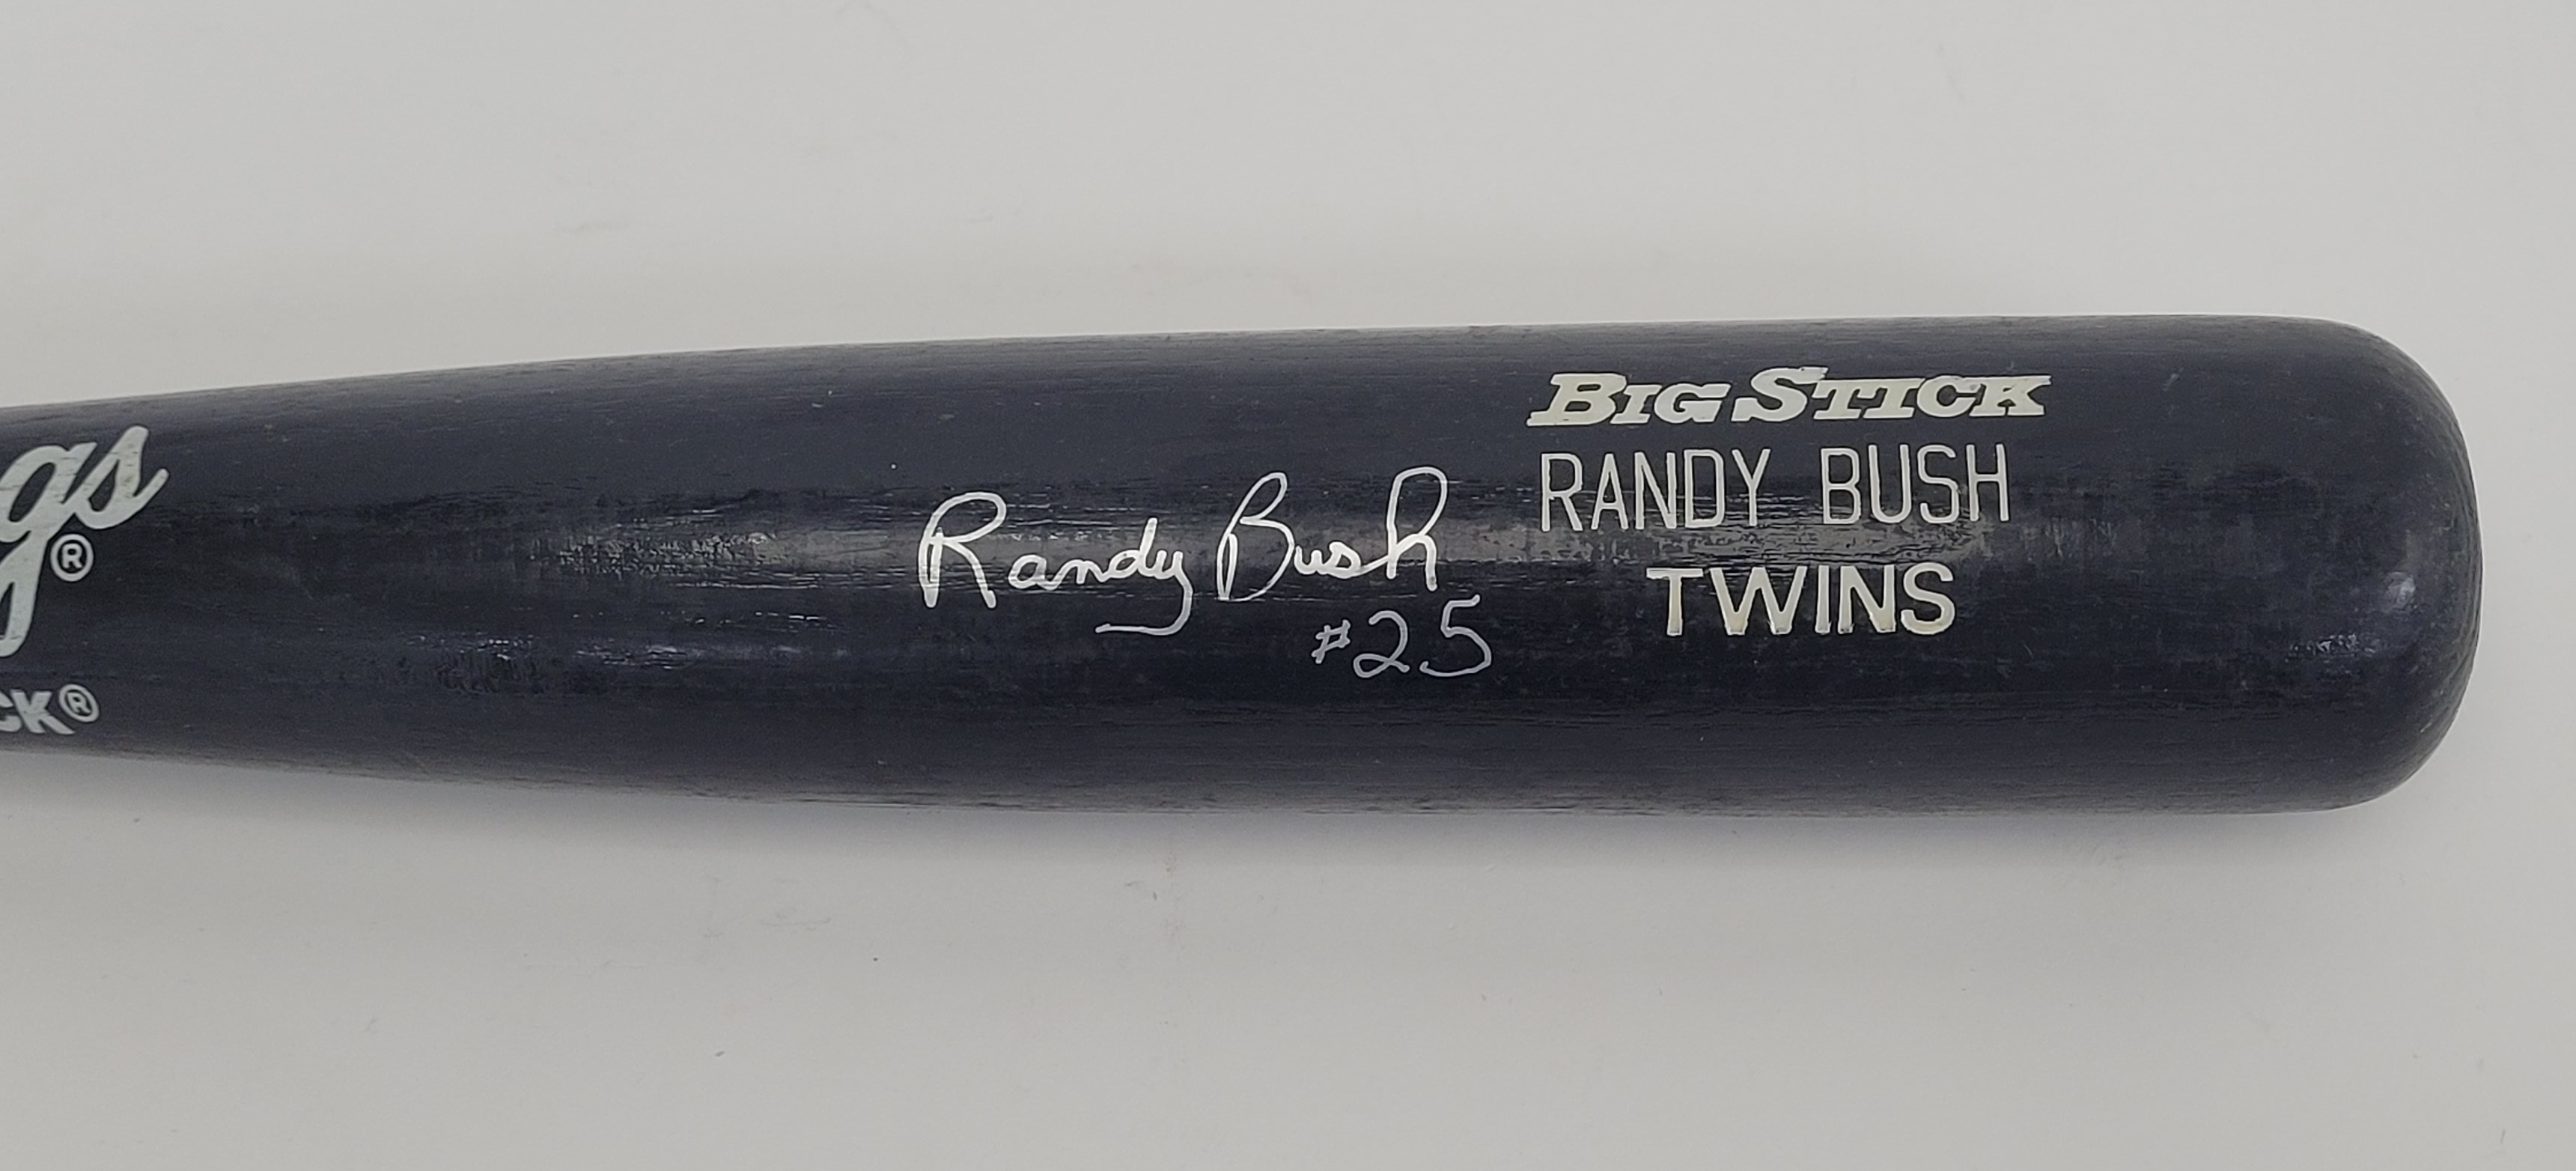 gs
®
CK®
Randy Bush
#25
BIG STICK
RANDY BUSH
TWINS